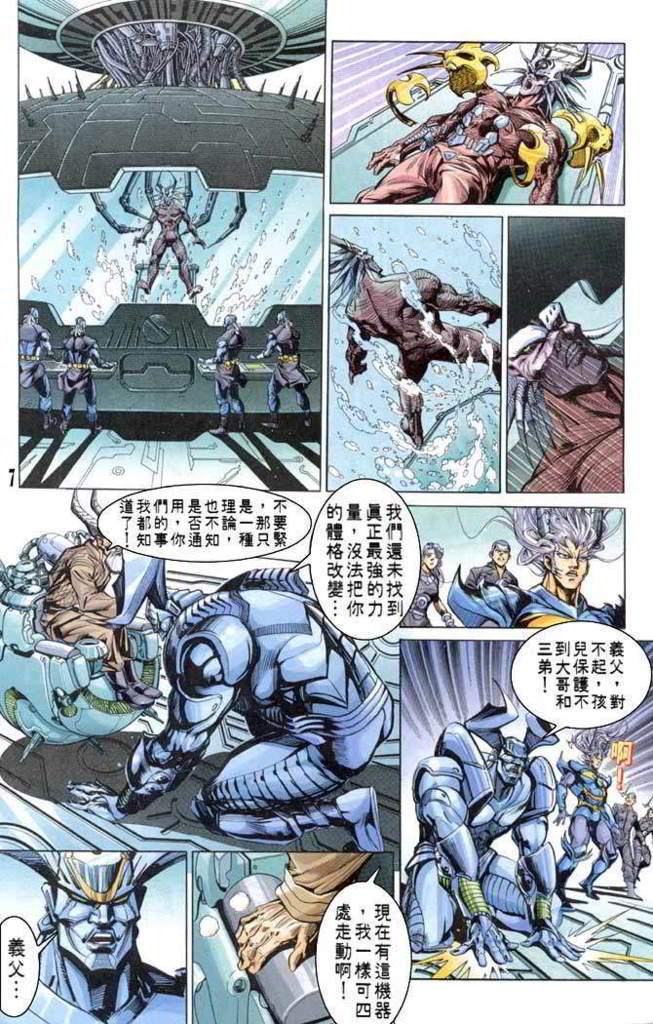 7
義父，對
不起，孩
兒保護不
到大哥和
三弟！
啊！
我們還未找到
眞正最強的力
量，沒法把你
的體格改變…
不要緊
，那只
是一種
理論，
也不知
是否通
用，你
們的事
我都知
道了！
現在有這機器
，我一樣可四
處走動啊！
義父…